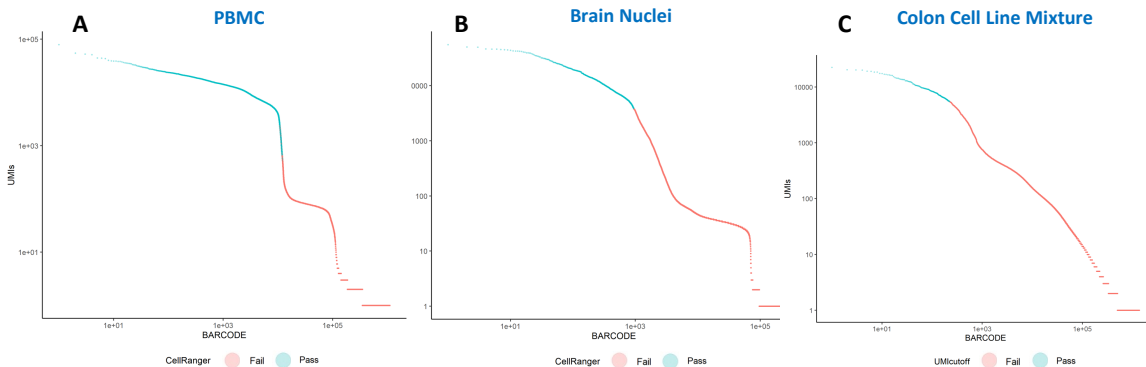 A PBMC
1e+05
1e+03
1e+01
UMIs
1e+01 1e+03 1e+05
BARCODE
CellRanger Fail Pass
B Brain Nuclei
0000
1000
100
10
1
1e+01 1e+03 1e+05
BARCODE
CellRanger Fail Pass
C Colon Cell Line Mixture
10000
1000
100
10
1
UMIs
1e+01 1e+03 1e+05
BARCODE
UMIcutoff Fail Pass